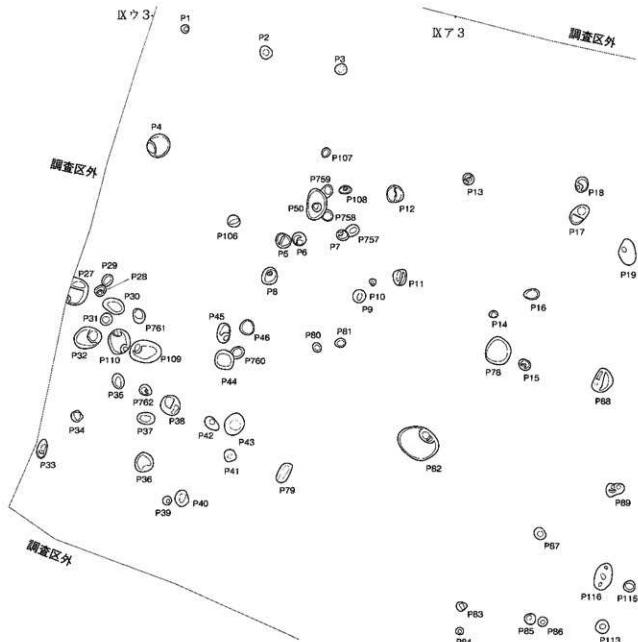 Ⅸウ3
P1
P2
P3
Ⅸア3
調査区外
P4
調査区外
P107
P759
P108
P50
P758
P12
P13
P18
P17
P106
P5
P6
P7
P757
P19
P27
P29
P28
P30
P8
P9
P10
P11
P16
P31
P761
P32
P110
P109
P45
P46
P44
P760
P80
P81
P14
P78
P15
P88
P35
P762
P38
P37
P34
P42
P43
P41
P33
P36
P39
P40
P79
P82
P89
P87
調査区外
P116
P115
P83
P84
P85
P86
P113